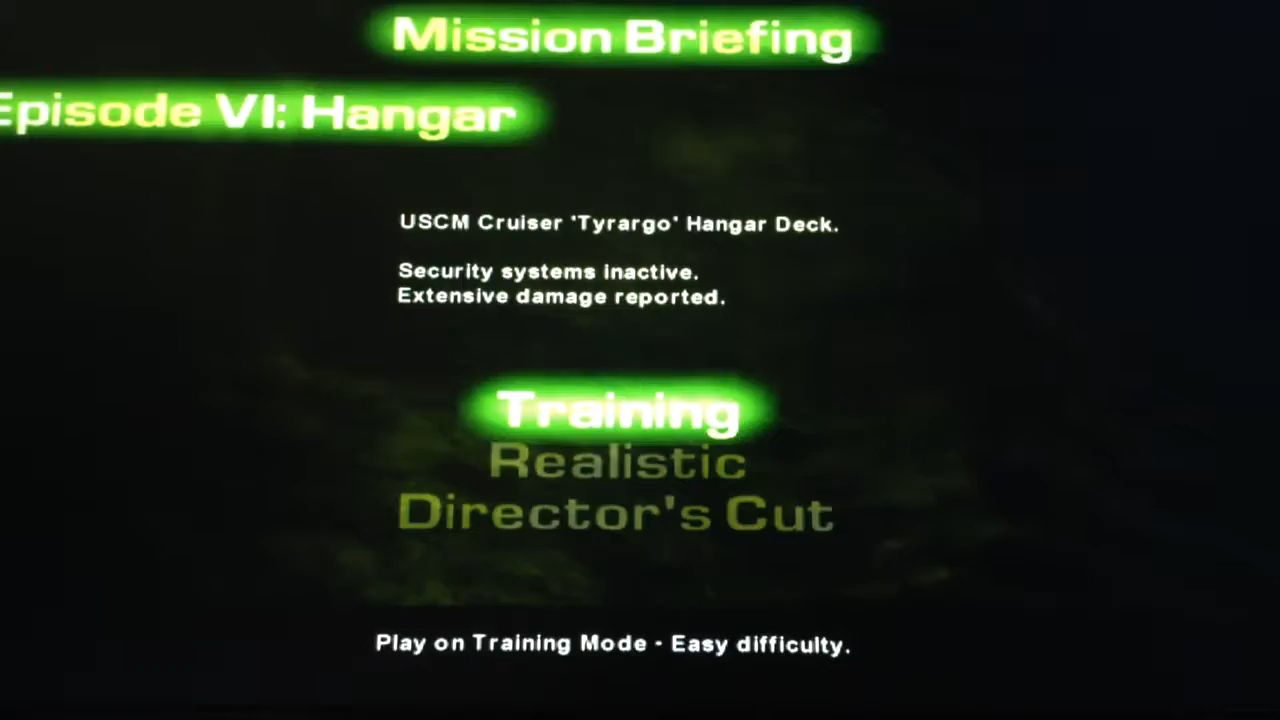 Mission Briefing
Episode VI: Hangar
USCM Cruiser 'Tyrargo' Hangar Deck.
Security systems inactive.
Extensive damage reported.
Training
Realistic
Director's Cut
Play on Training Mode - Easy difficulty.